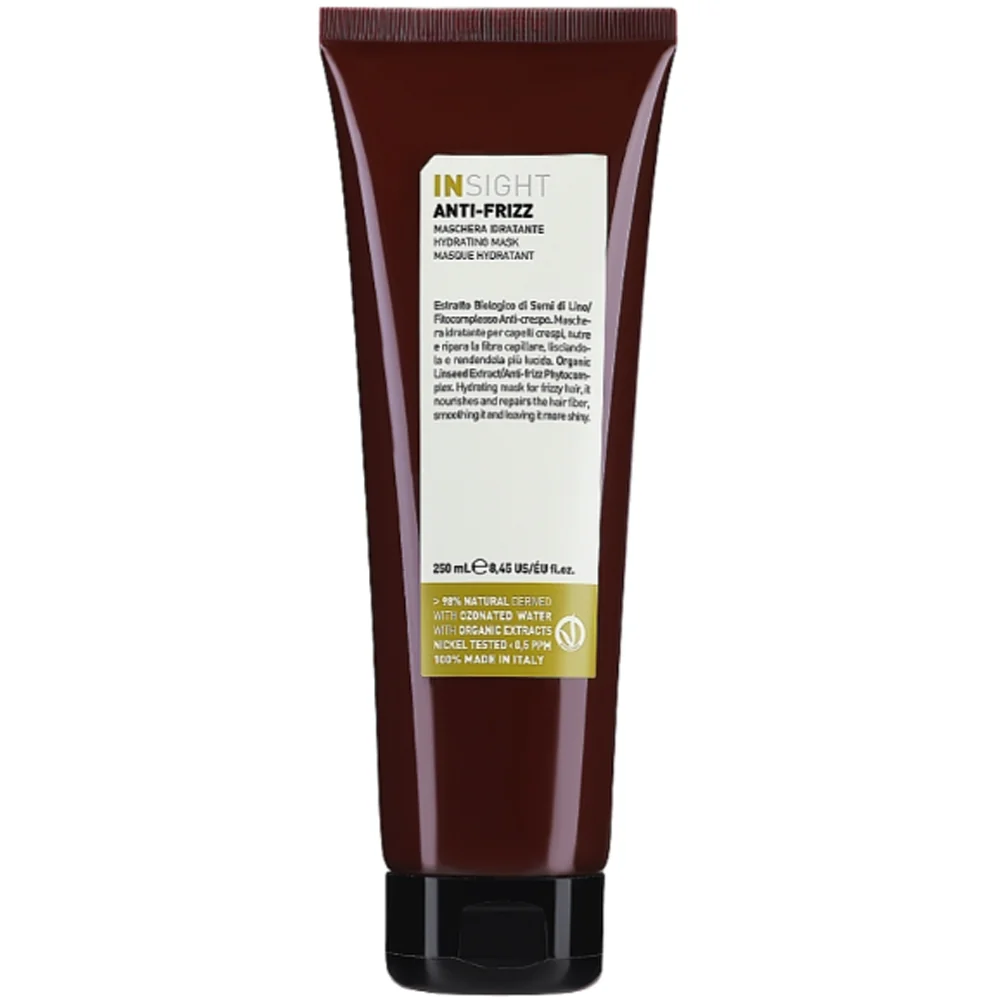 INSIGHT
ANTI-FRIZZ
MASCHERA IDRATANTE
HYDRATING MASK
MASQUE HYDRATANT
Estratto Biologico di Semi di Lino/
Fitocomplesso Anti-crespo. Masche-
ra idratante per capelli crespi, nutre
e ripara la fibra capillare, lisciando-
la e rendendola più lucida. Organic
Linseed Extract/Anti-frizz Phytocom-
plex. Hydrating mask for frizzy hair, it
nourishes and repairs the hair fiber,
smoothing it and leaving it more shiny.
250 mL e 8,45 US/ÉU fl.oz.
> 98% NATURAL DERIVED
WITH OZONATED WATER
WITH ORGANIC EXTRACTS
NICKEL TESTED < 0,5 PPM
100% MADE IN ITALY